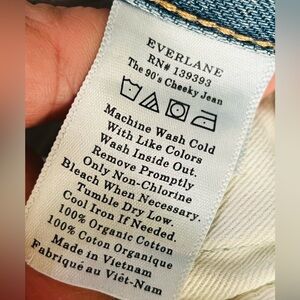 EVERLANE
RN# 139393
The 90's Cheeky Jean
Machine Wash Cold
With Like Colors
Wash Inside Out.
Remove Promptly
Only Non-Chlorine
Bleach When Necessary.
Tumble Dry Low.
Cool Iron If Needed.
100% Organic Cotton
100% Coton Organique
Made in Vietnam
Fabriqué au Việt-Nam